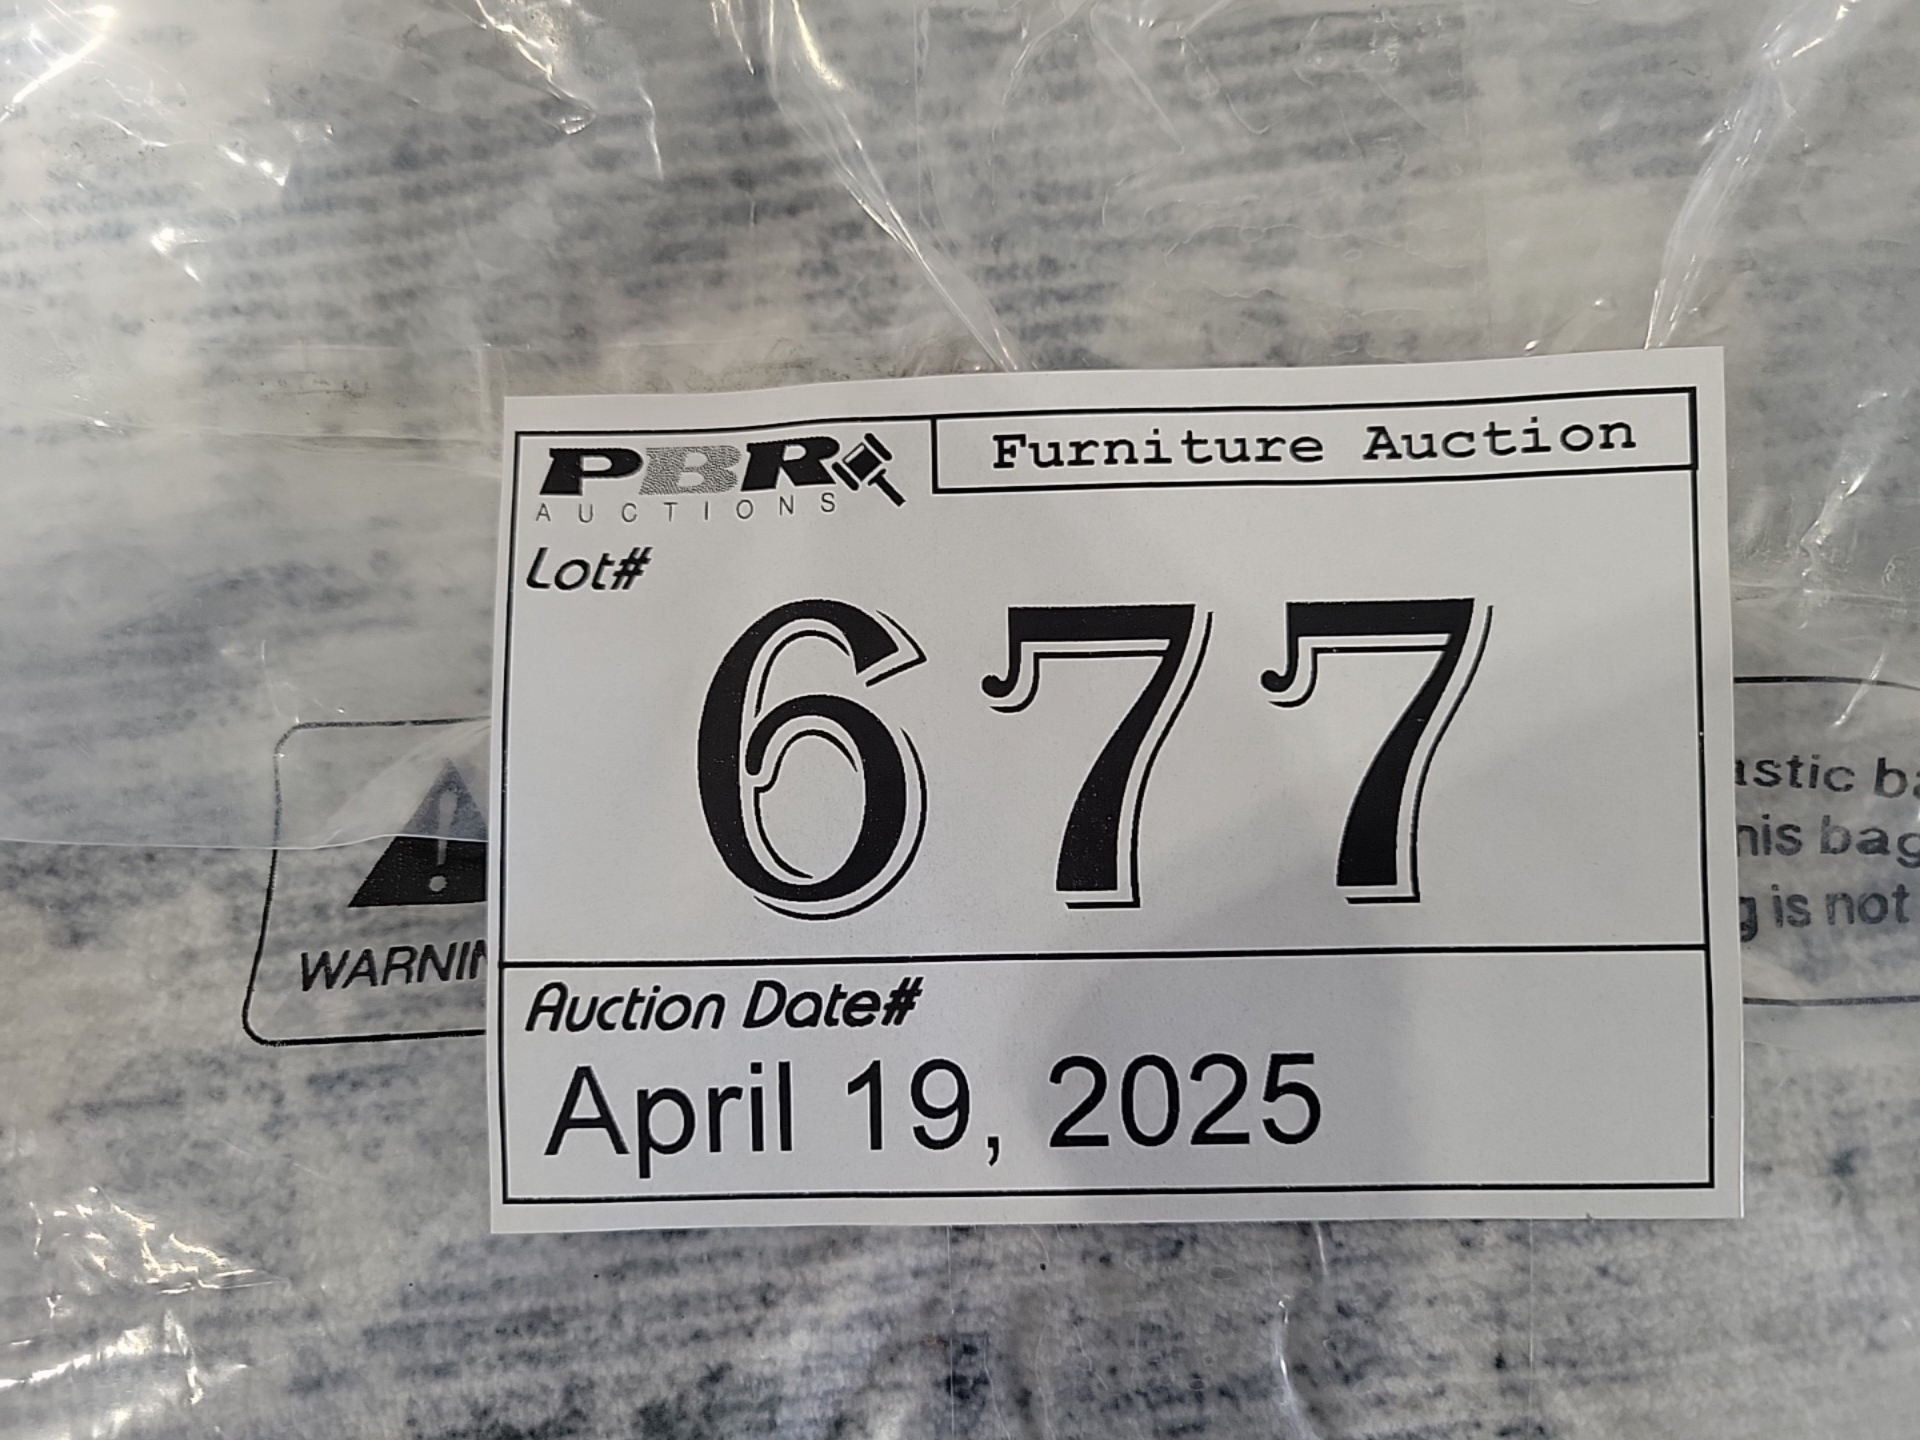 PBR
AUCTIONS
Furniture Auction
Lot#
677
Auction Date#
April 19, 2025
WARNIN
astic ba
his bag
g is not